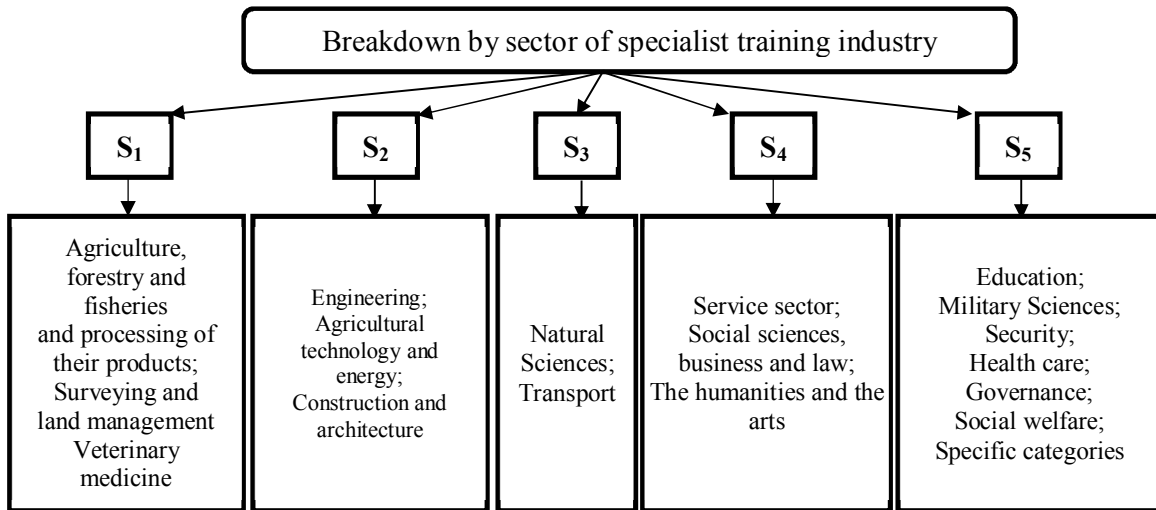 Breakdown by sector of specialist training industry
S₁
S₂
S₃
S₄
S₅
Agriculture,
forestry and
fisheries
and processing of
their products;
Surveying and
land management
Veterinary
medicine
Engineering;
Agricultural
technology and
energy;
Construction and
architecture
Natural
Sciences;
Transport
Service sector;
Social sciences,
business and law;
The humanities and the
arts
Education;
Military Sciences;
Security;
Health care;
Governance;
Social welfare;
Specific categories